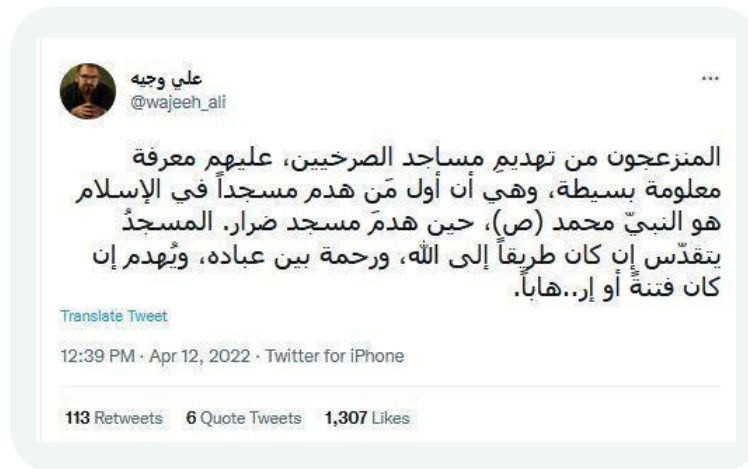 علي وجيه
@wajeeh_ali
...
المنزعجون من تهديمِ مساجد الصرخيين، عليهم معرفة
معلومة بسيطة، وهي أن أول مَن هدم مسجداً في الإسلام
هو النبيّ محمد (ص)، حين هدمَ مسجد ضرار. المسجدُ
يتقدّس إن كان طريقاً إلى الله، ورحمة بين عباده، ويُهدم إن
كان فتنةً أو إر..هاباً.
Translate Tweet
12:39 PM · Apr 12, 2022 · Twitter for iPhone
113 Retweets 6 Quote Tweets 1,307 Likes